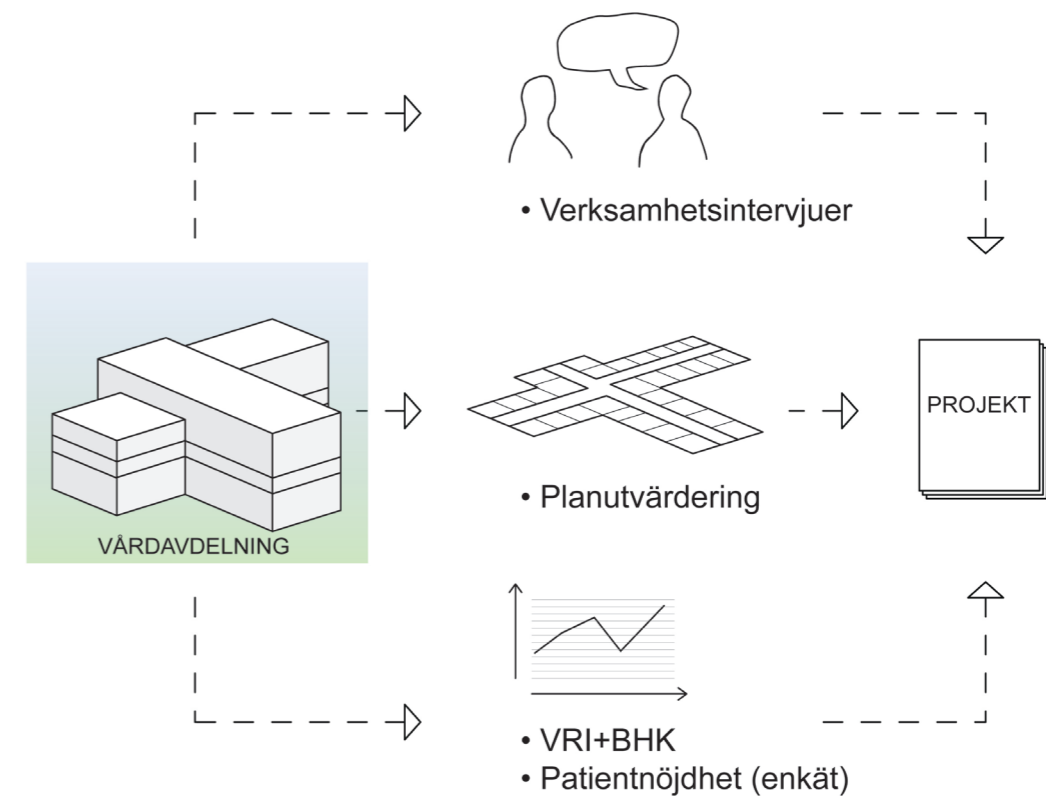 • Verksamhetsintervjuer
VÅRDAVDELNING
• Planutvärdering
PROJEKT
• VRI+BHK
• Patientnöjdhet (enkät)